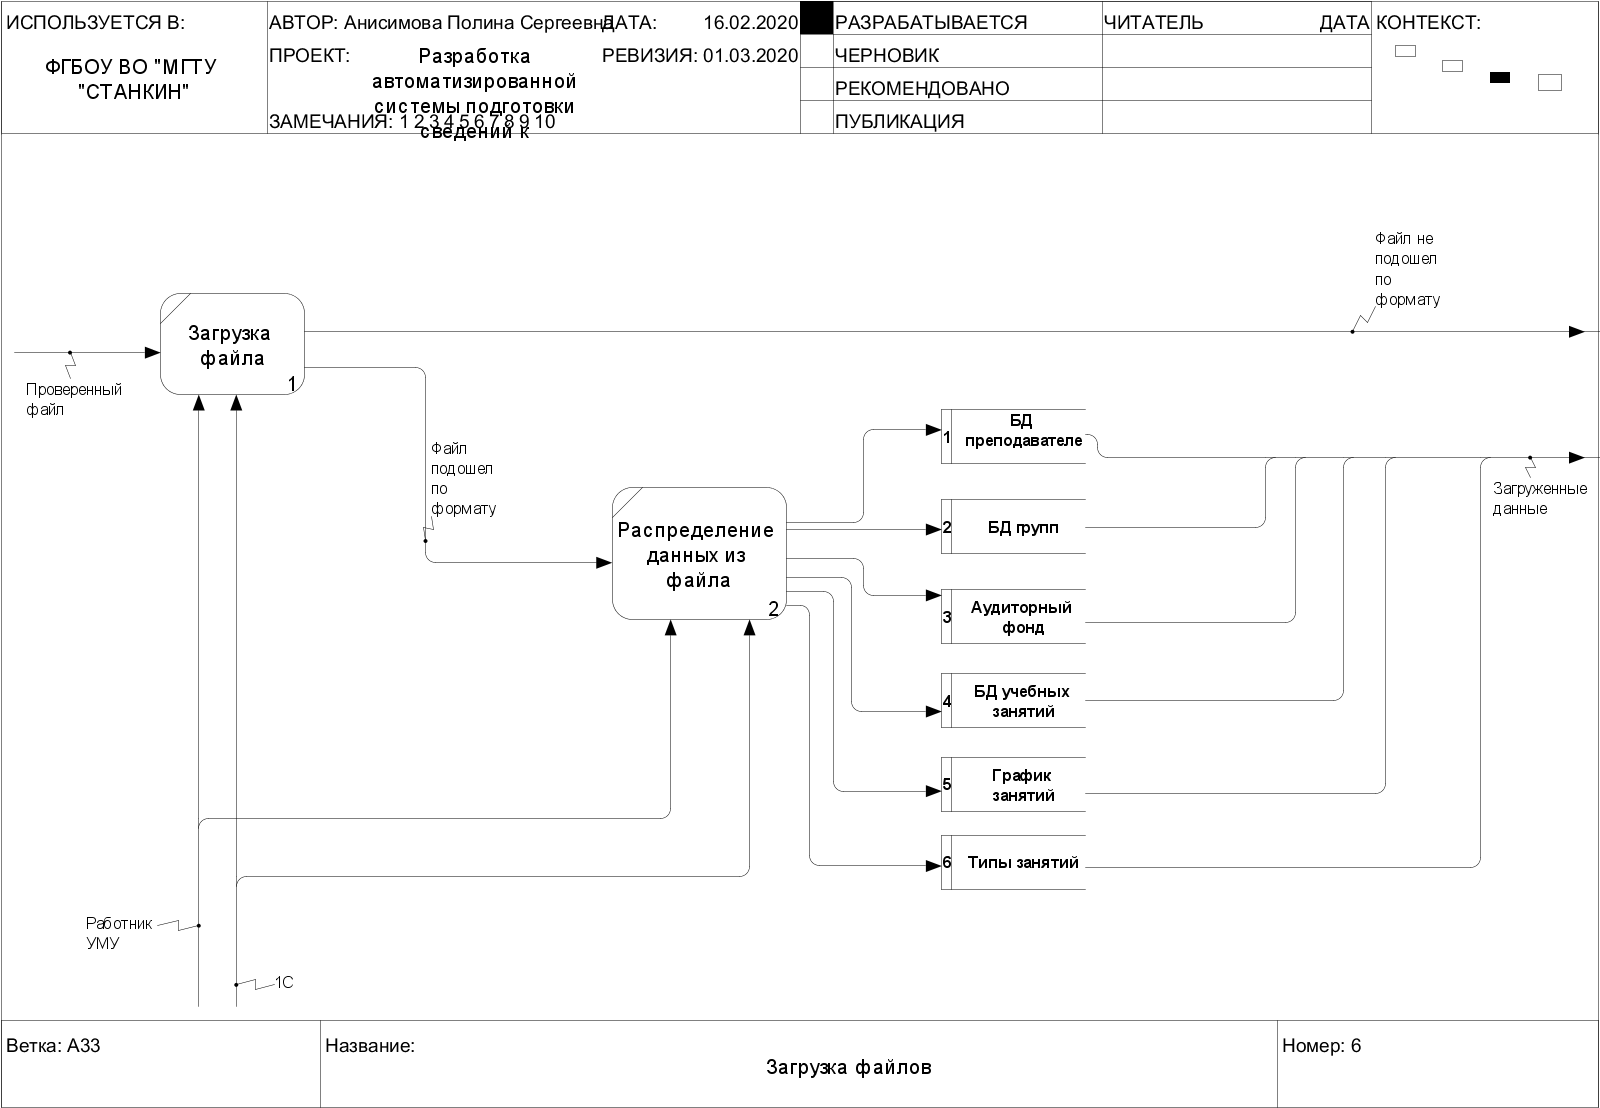 ИСПОЛЬЗУЕТСЯ В:
ФГБОУ ВО "МГТУ
"СТАНКИН"
АВТОР: Анисимова Полина Сергеевна
ДАТА: 16.02.2020
ПРОЕКТ:
Разработка
автоматизированной
системы подготовки
сведений к
РЕВИЗИЯ: 01.03.2020
ЗАМЕЧАНИЯ: 1 2 3 4 5 6 7 8 9 10
РАЗРАБАТЫВАЕТСЯ
ЧЕРНОВИК
РЕКОМЕНДОВАНО
ПУБЛИКАЦИЯ
ЧИТАТЕЛЬ
ДАТА
КОНТЕКСТ:
Файл не
подошел
по
формату
Загрузка
файла
1
Проверенный
файл
Файл
подошел
по
формату
Распределение
данных из
файла
2
1
БД
преподавателе
2
БД групп
3
Аудиторный
фонд
4
БД учебных
занятий
5
График
занятий
6
Типы занятий
Загруженные
данные
Работник
УМУ
1С
Ветка: A33
Название:
Загрузка файлов
Номер: 6